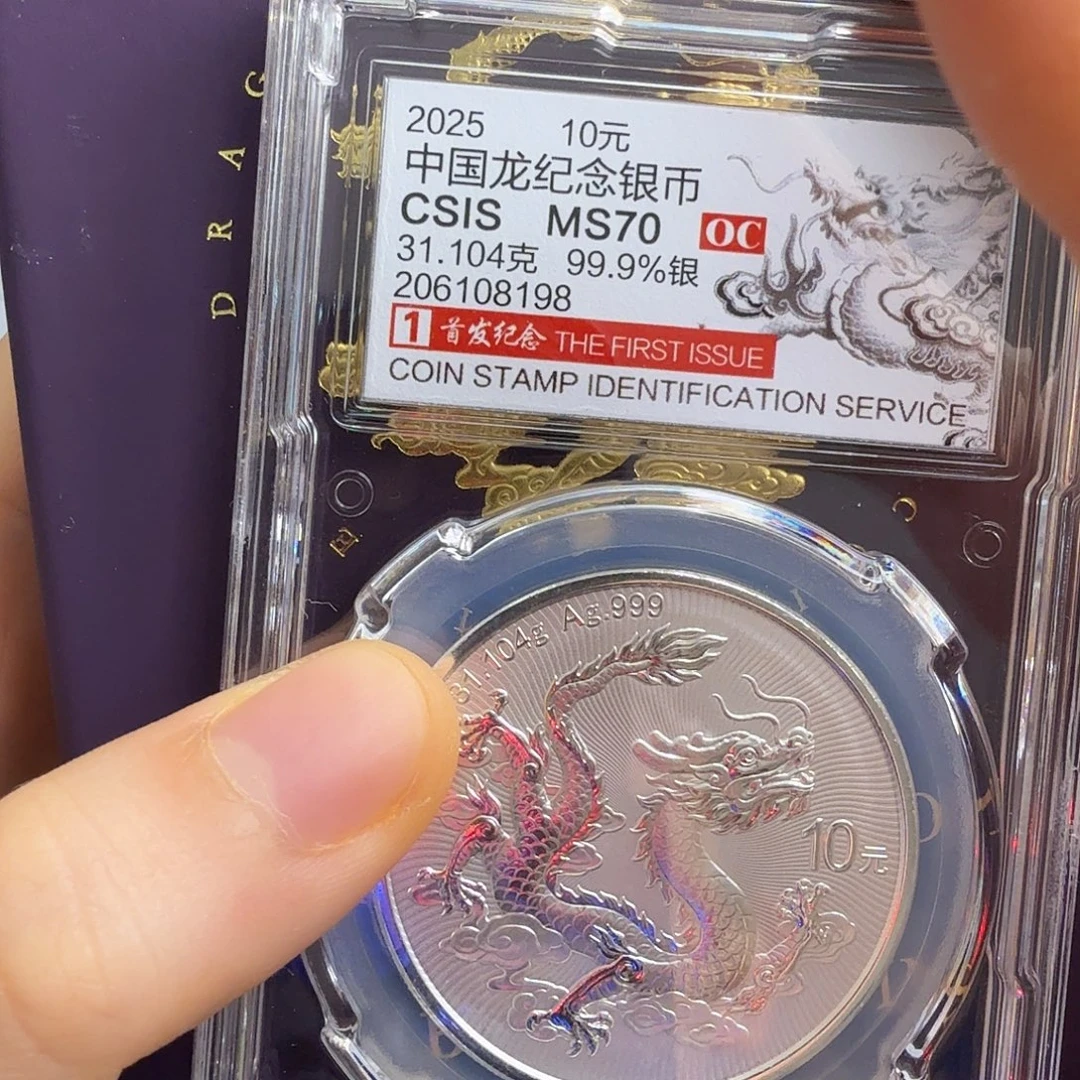 2025 10元
中国龙纪念银币
CSIS MS70 OC
31.104克 99.9%银
206108198
1 首发纪念 THE FIRST ISSUE
COIN STAMP IDENTIFICATION SERVICE
DRAG
31.104g Ag.999
10元